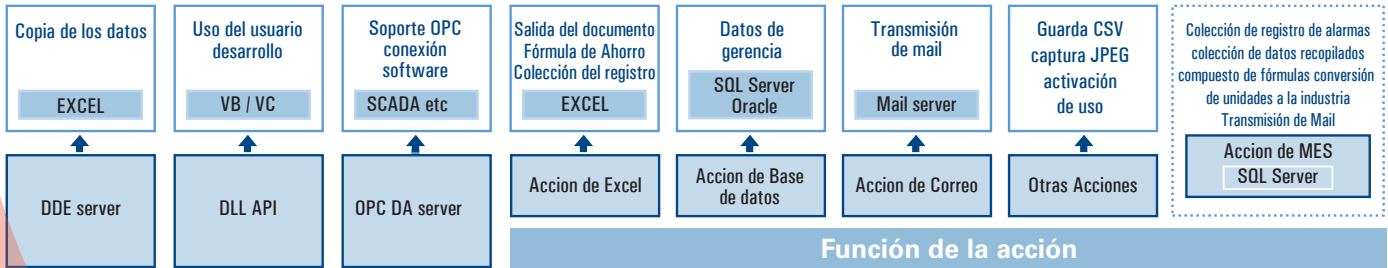 Copia de los datos
EXCEL
DDE server
Uso del usuario
desarrollo
VB / VC
DLL API
Soporte OPC
conexión
software
SCADA etc
OPC DA server
Salida del documento
Fórmula de Ahorro
Colección del registro
EXCEL
Accion de Excel
Datos de
gerencia
SQL Server
Oracle
Accion de Base
de datos
Transmisión
de mail
Mail server
Accion de Correo
Guarda CSV
captura JPEG
activación
de uso
Otras Acciones
Colección de registro de alarmas
colección de datos recopilados
compuesto de fórmulas conversión
de unidades a la industria
Transmisión de Mail
Accion de MES
SQL Server
Función de la acción